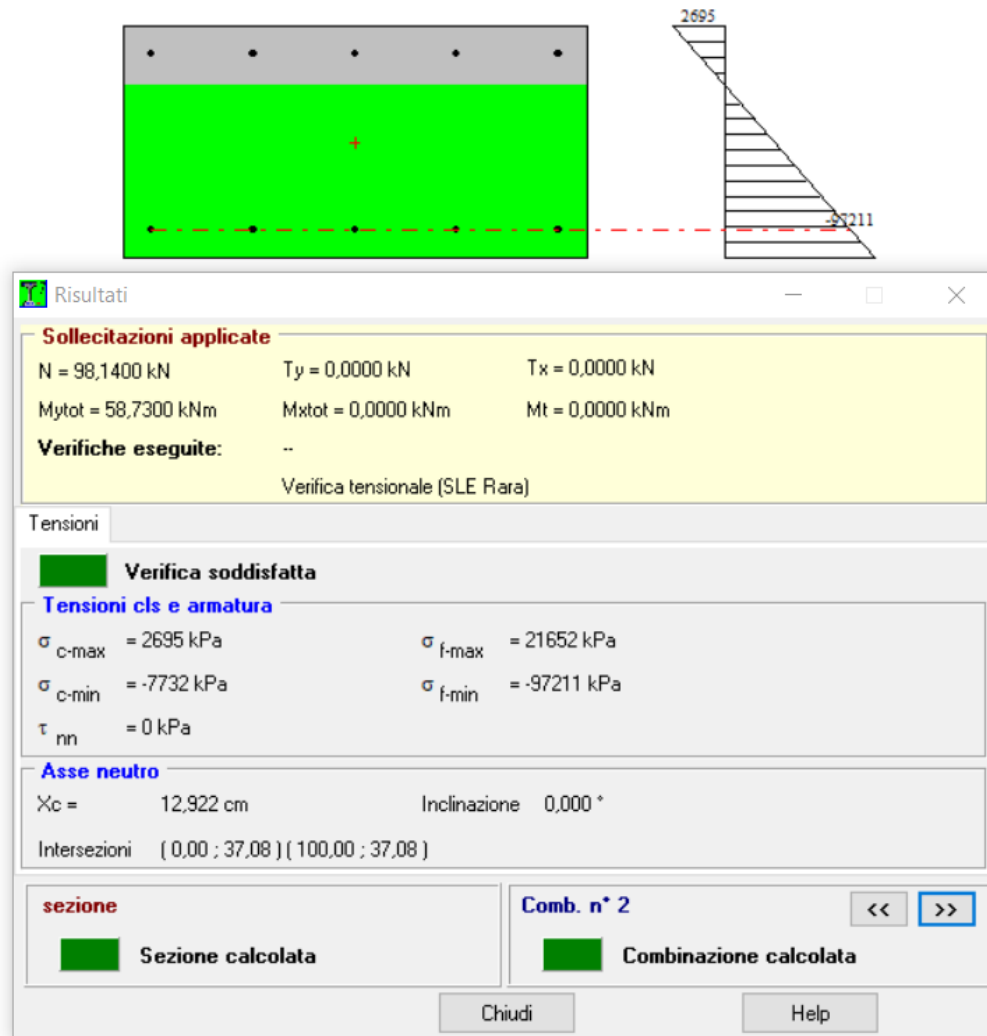 2695
-97211
Risultati
Sollecitazioni applicate
N = 98,1400 kN Ty = 0,0000 kN Tx = 0,0000 kN
Mytot = 58,7300 kNm Mxtot = 0,0000 kNm Mt = 0,0000 kNm
Verifiche eseguite: --
Verifica tensionale (SLE Rara)
Tensioni
Verifica soddisfatta
Tensioni cls e armatura
σ c-max = 2695 kPa σ f-max = 21652 kPa
σ c-min = -7732 kPa σ f-min = -97211 kPa
τ nn = 0 kPa
Asse neutro
Xc = 12,922 cm Inclinazione 0,000 °
Intersezioni ( 0,00 ; 37,08 ) ( 100,00 ; 37,08 )
sezione Comb. n° 2 << >>
Sezione calcolata Combinazione calcolata
Chiudi Help